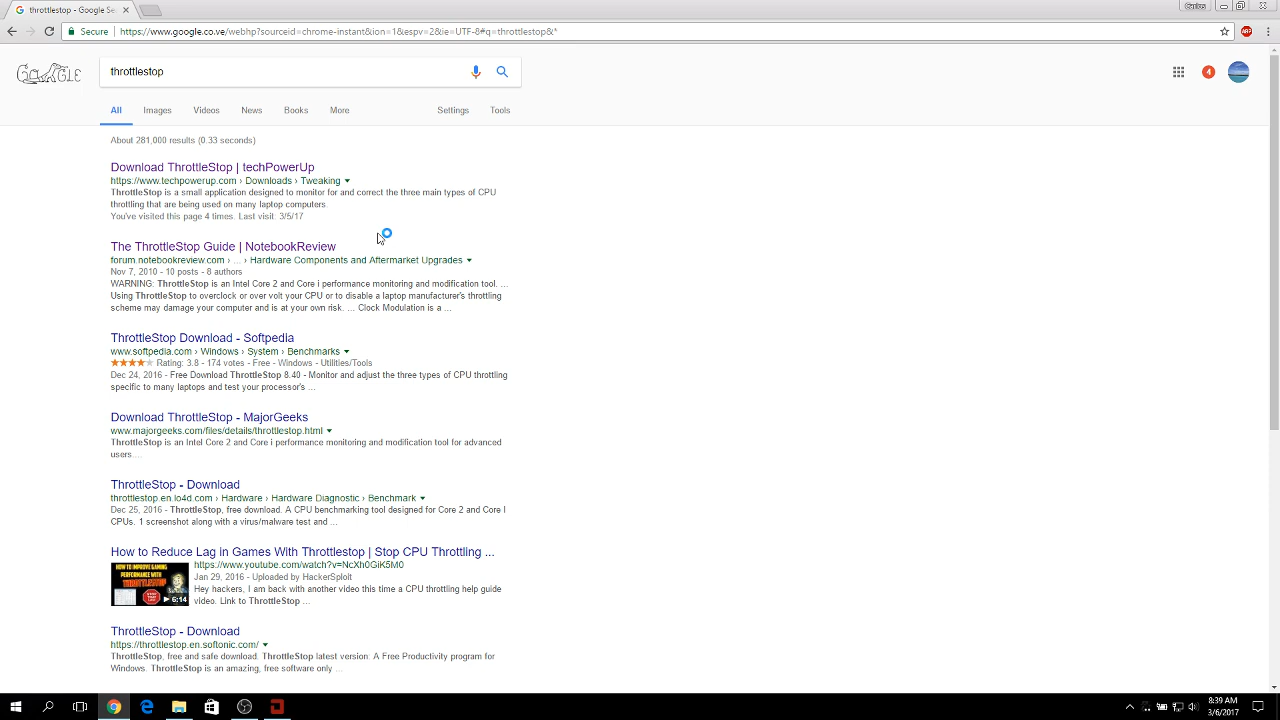 throttlestop - Google Se
Secure
https://www.google.co.ve/webhp?sourceid=chrome-instant&ion=1&espv=2&ie=UTF-8#q=throttlestop&*
ABP
throttlestop
4
All Images Videos News Books More Settings Tools
About 281,000 results (0.33 seconds)
Download ThrottleStop | techPowerUp
https://www.techpowerup.com › Downloads › Tweaking
ThrottleStop is a small application designed to monitor for and correct the three main types of CPU
throttling that are being used on many laptop computers.
You've visited this page 4 times. Last visit: 3/5/17
The ThrottleStop Guide | NotebookReview
forum.notebookreview.com › ... › Hardware Components and Aftermarket Upgrades
Nov 7, 2010 - 10 posts - 8 authors
WARNING: ThrottleStop is an Intel Core 2 and Core i performance monitoring and modification tool. ...
Using ThrottleStop to overclock or over volt your CPU or to disable a laptop manufacturer's throttling
scheme may damage your computer and is at your own risk. ... Clock Modulation is a ...
ThrottleStop Download - Softpedia
www.softpedia.com › Windows › System › Benchmarks
Rating: 3.8 - 174 votes - Free - Windows - Utilities/Tools
Dec 24, 2016 - Free Download ThrottleStop 8.40 - Monitor and adjust the three types of CPU throttling
specific to many laptops and test your processor's ...
Download ThrottleStop - MajorGeeks
www.majorgeeks.com/files/details/throttlestop.html
ThrottleStop is an Intel Core 2 and Core i performance monitoring and modification tool for advanced
users....
ThrottleStop - Download
throttlestop.en.lo4d.com › Hardware › Hardware Diagnostic › Benchmark
Dec 25, 2016 - ThrottleStop, free download. A CPU benchmarking tool designed for Core 2 and Core I
CPUs. 1 screenshot along with a virus/malware test and ...
How to Reduce Lag in Games With Throttlestop | Stop CPU Throttling ...
https://www.youtube.com/watch?v=NcXh0GiK5M0
Jan 29, 2016 - Uploaded by HackerSploit
Hey hackers, I am back with another video this time a CPU throttling help guide
video. Link to ThrottleStop ...
HOW TO IMPROVE GAMING
PERFORMANCE WITH
THROTTLESTOP
6:14
ThrottleStop - Download
https://throttlestop.en.softonic.com/
ThrottleStop, free and safe download. ThrottleStop latest version: A Free Productivity program for
Windows. ThrottleStop is an amazing, free software only ...
8:39 AM
3/6/2017